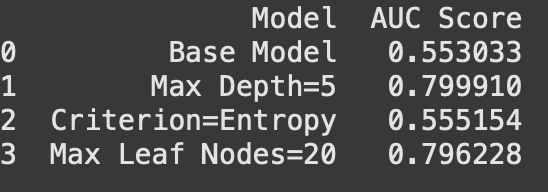 Model AUC Score
0 Base Model 0.553033
1 Max Depth=5 0.799910
2 Criterion=Entropy 0.555154
3 Max Leaf Nodes=20 0.796228